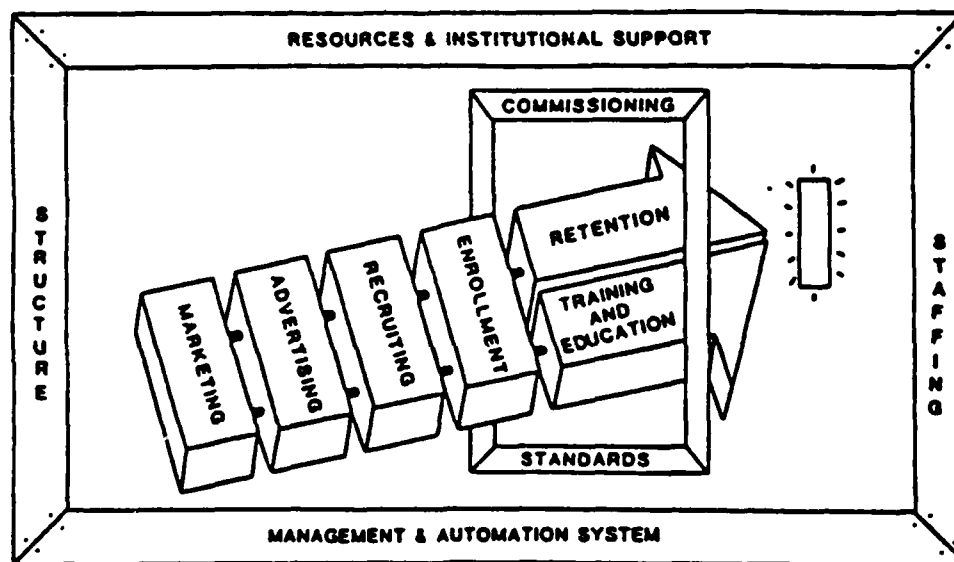 RESOURCES & INSTITUTIONAL SUPPORT
COMMISSIONING
STRUCTURE
MARKETING
ADVERTISING
RECRUITING
ENROLLMENT
RETENTION
TRAINING
AND
EDUCATION
STAFFING
STANDARDS
MANAGEMENT & AUTOMATION SYSTEM